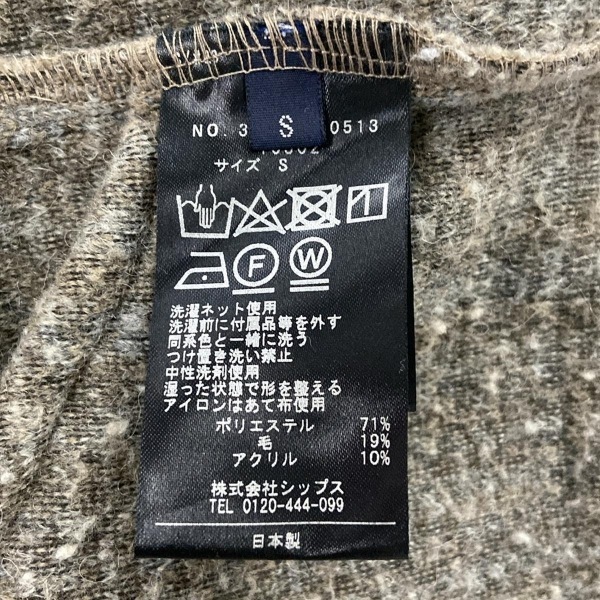 S
NO. 3 0513
サイズ S
F W
洗濯ネット使用
洗濯前に付属品等を外す
同系色と一緒に洗う
つけ置き洗い禁止
中性洗剤使用
湿った状態で形を整える
アイロンはあて布使用
ポリエステル 71%
毛 19%
アクリル 10%
株式会社シップス
TEL 0120-444-099
日本製